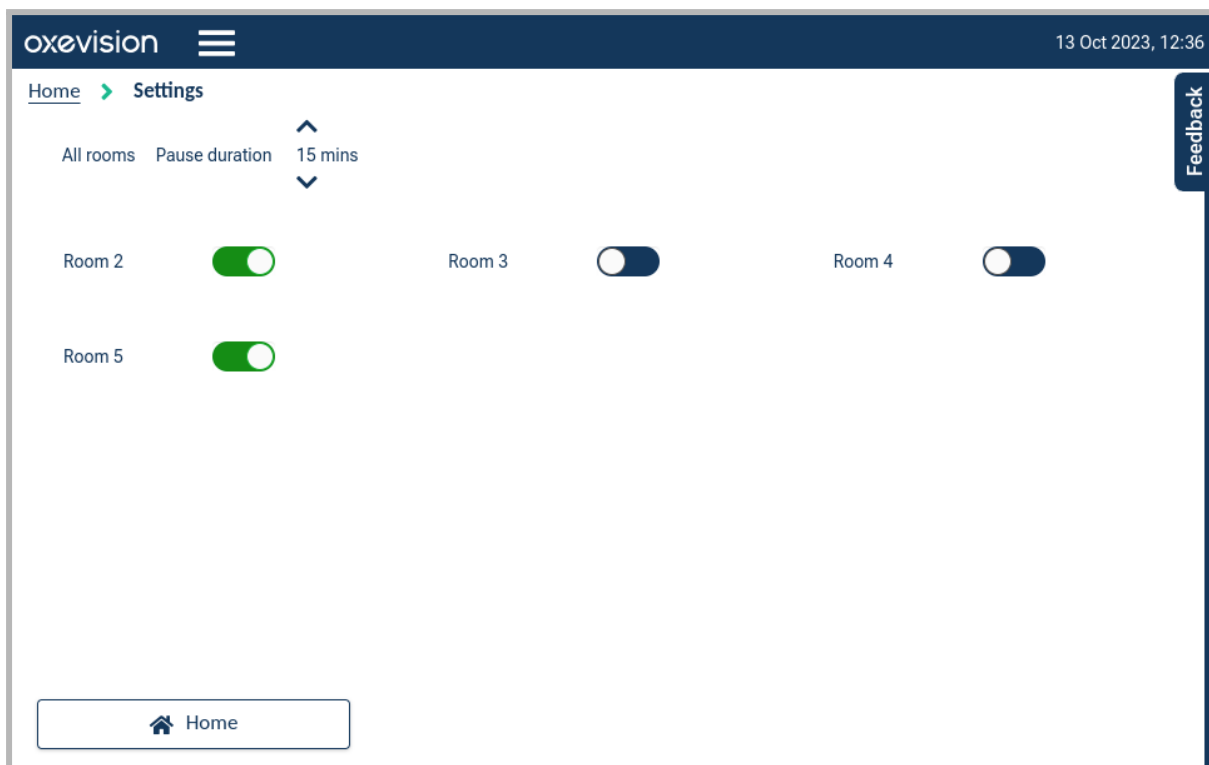 oxevision
13 Oct 2023, 12:36
Home Settings
Feedback
All rooms Pause duration 15 mins
Room 2 Room 3 Room 4
Room 5
Home